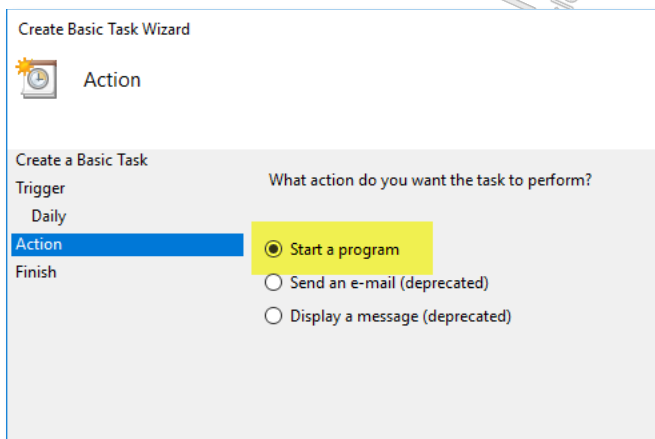 Create Basic Task Wizard
Action
Create a Basic Task
Trigger
Daily
Action
Finish
What action do you want the task to perform?
Start a program
Send an e-mail (deprecated)
Display a message (deprecated)